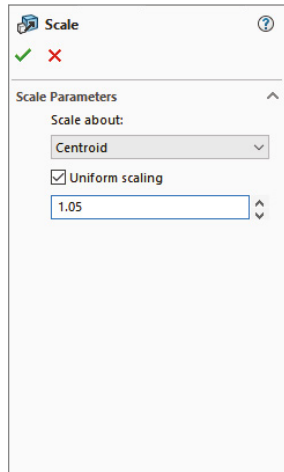 Scale
?
Scale Parameters
Scale about:
Centroid
Uniform scaling
1.05